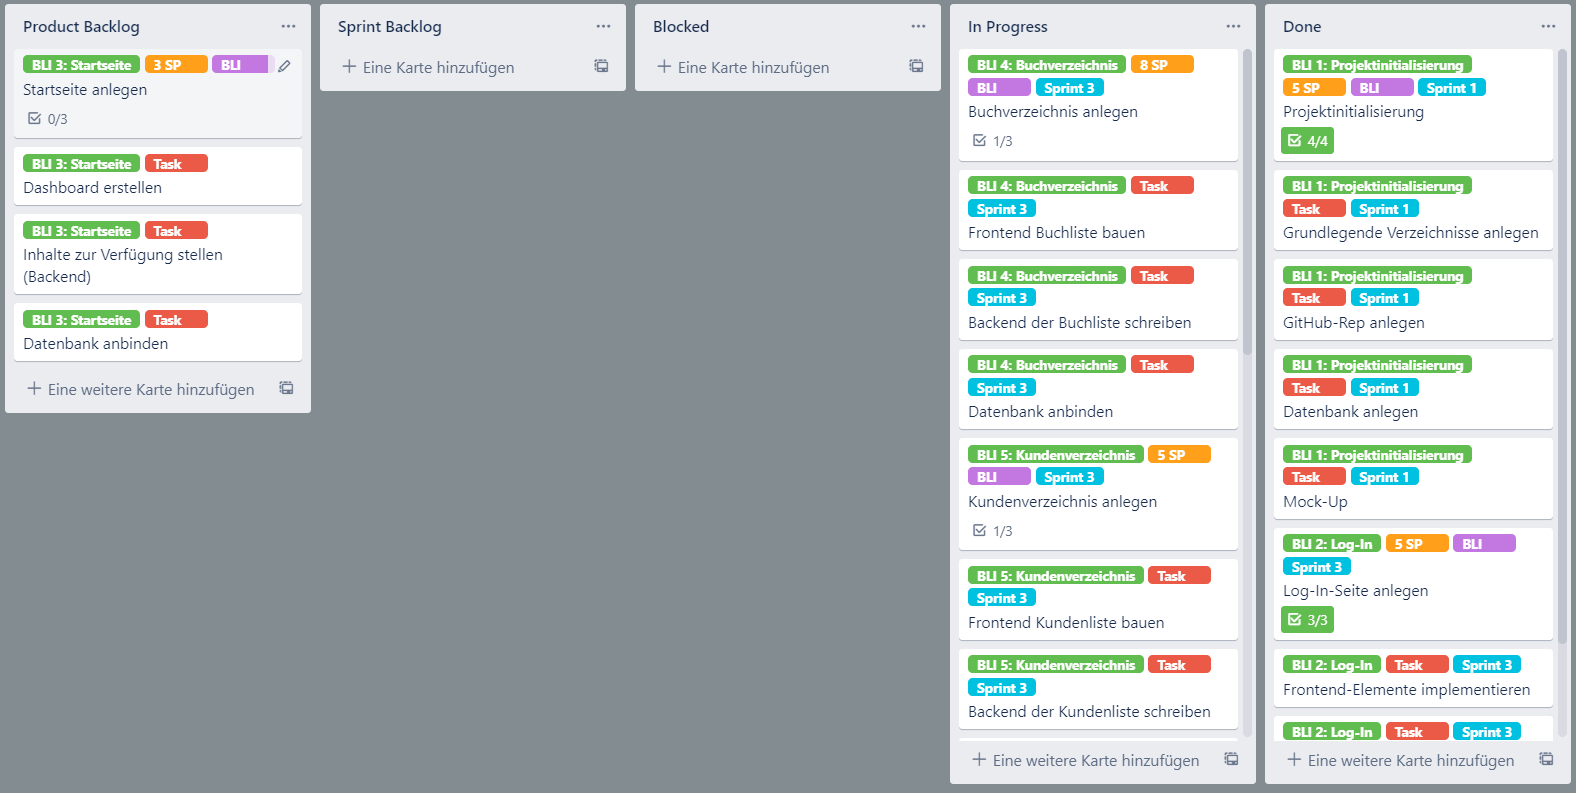 Product Backlog
BLI 3: Startseite 3 SP BLI
Startseite anlegen
0/3
BLI 3: Startseite Task
Dashboard erstellen
BLI 3: Startseite Task
Inhalte zur Verfügung stellen
(Backend)
BLI 3: Startseite Task
Datenbank anbinden
Eine weitere Karte hinzufügen
Sprint Backlog
Eine Karte hinzufügen
Blocked
Eine Karte hinzufügen
In Progress
BLI 4: Buchverzeichnis 8 SP
BLI Sprint 3
Buchverzeichnis anlegen
1/3
BLI 4: Buchverzeichnis Task
Sprint 3
Frontend Buchliste bauen
BLI 4: Buchverzeichnis Task
Sprint 3
Backend der Buchliste schreiben
BLI 4: Buchverzeichnis Task
Sprint 3
Datenbank anbinden
BLI 5: Kundenverzeichnis 5 SP
BLI Sprint 3
Kundenverzeichnis anlegen
1/3
BLI 5: Kundenverzeichnis Task
Sprint 3
Frontend Kundenliste bauen
BLI 5: Kundenverzeichnis Task
Sprint 3
Backend der Kundenliste schreiben
Eine weitere Karte hinzufügen
Done
BLI 1: Projektinitialisierung
5 SP BLI Sprint 1
Projektinitialisierung
4/4
BLI 1: Projektinitialisierung
Task Sprint 1
Grundlegende Verzeichnisse anlegen
BLI 1: Projektinitialisierung
Task Sprint 1
GitHub-Rep anlegen
BLI 1: Projektinitialisierung
Task Sprint 1
Datenbank anlegen
BLI 1: Projektinitialisierung
Task Sprint 1
Mock-Up
BLI 2: Log-In 5 SP BLI
Sprint 3
Log-In-Seite anlegen
3/3
BLI 2: Log-In Task Sprint 3
Frontend-Elemente implementieren
BLI 2: Log-In Task Sprint 3
Eine weitere Karte hinzufügen